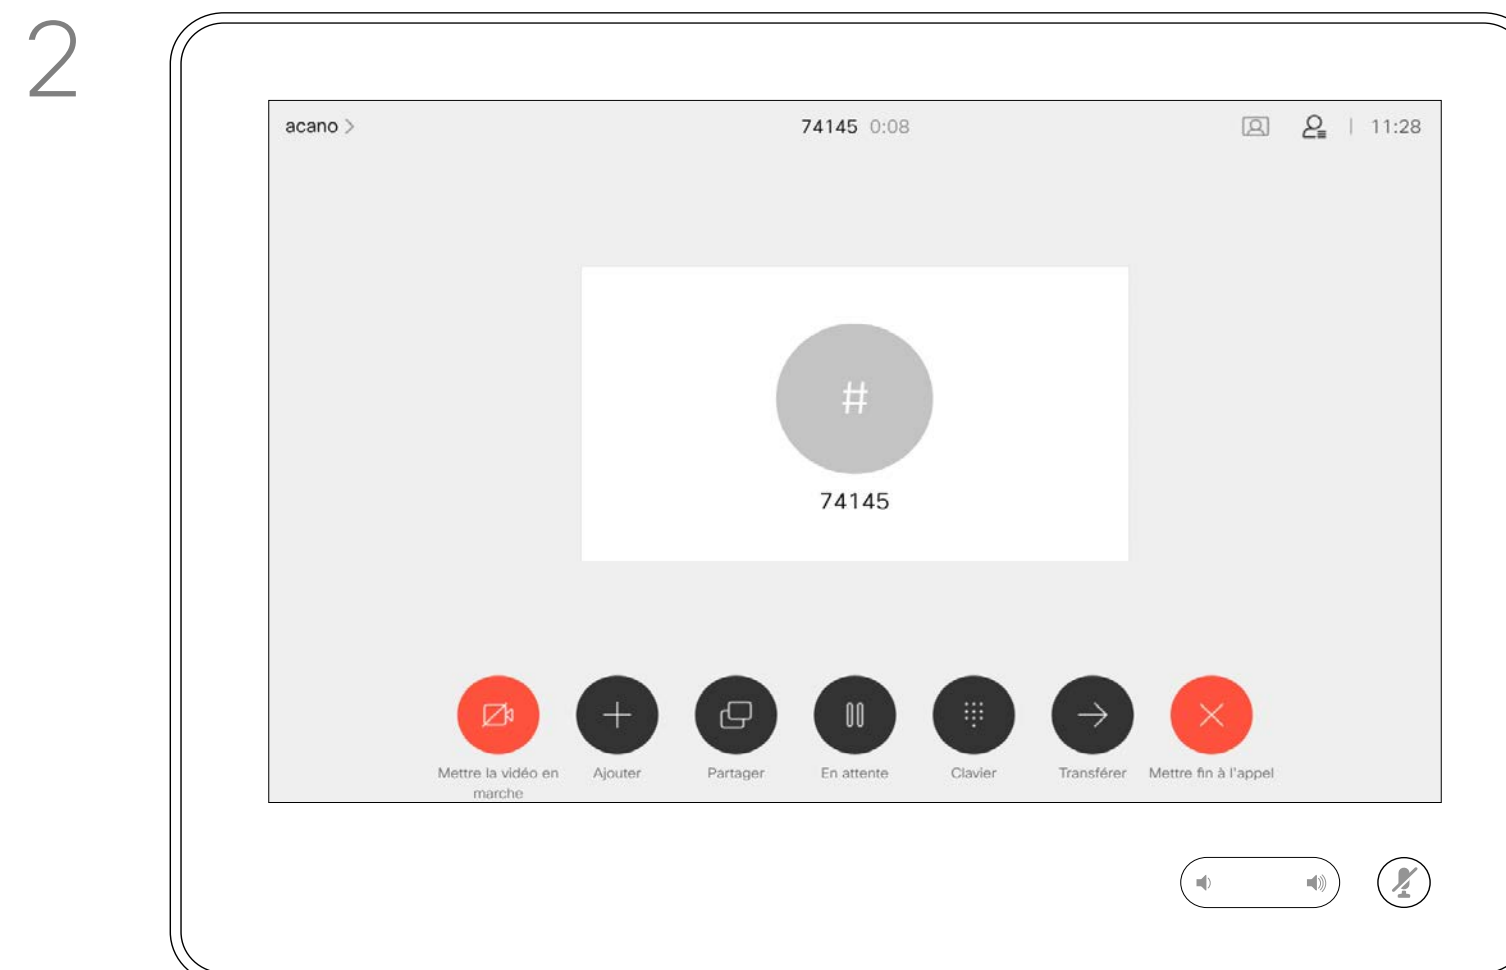 2
acano >
74145 0:08
11:28
#
74145
Mettre la vidéo en
marche
Ajouter
Partager
En attente
Clavier
Transférer
Mettre fin à l'appel